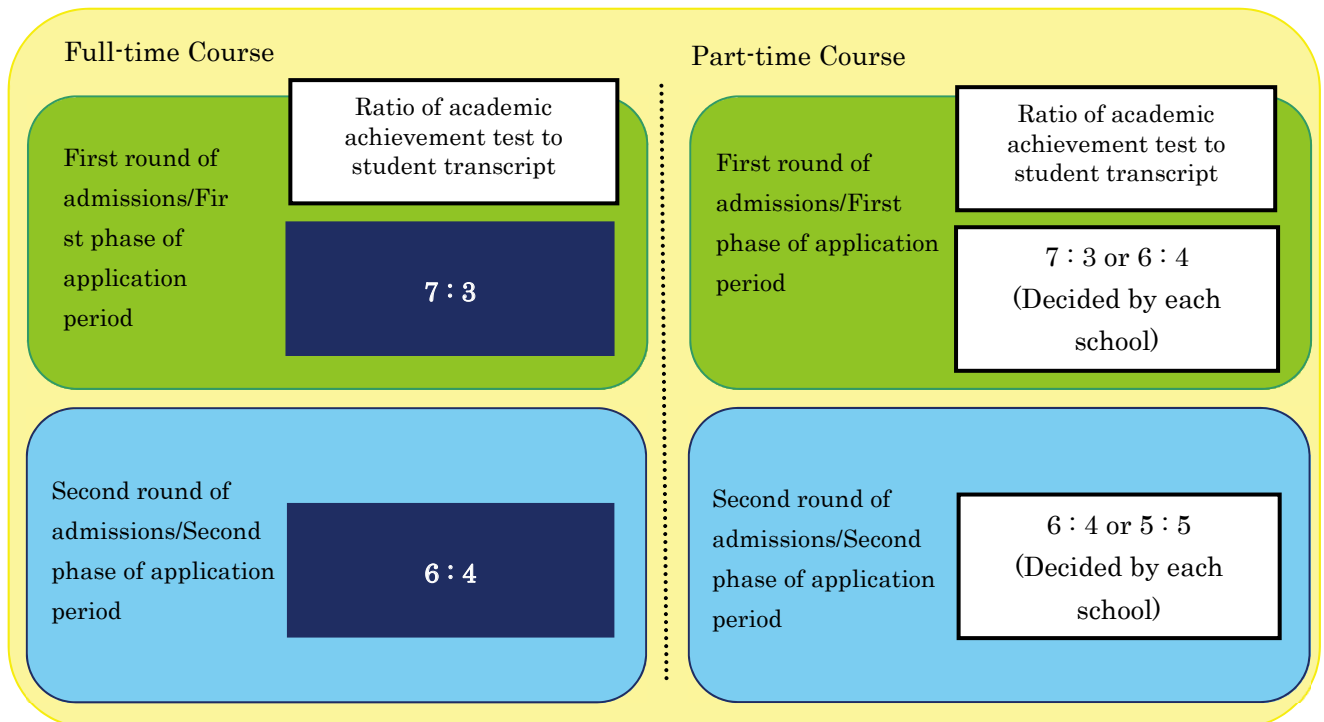 Full-time Course
Ratio of academic
achievement test to
student transcript
First round of
admissions/Fir
st phase of
application
period
7：3
Second round of
admissions/Second
phase of application
period
6：4
Part-time Course
Ratio of academic
achievement test to
student transcript
First round of
admissions/First
phase of application
period
7：3 or 6：4
(Decided by each
school)
Second round of
admissions/Second
phase of application
period
6：4 or 5：5
(Decided by each
school)